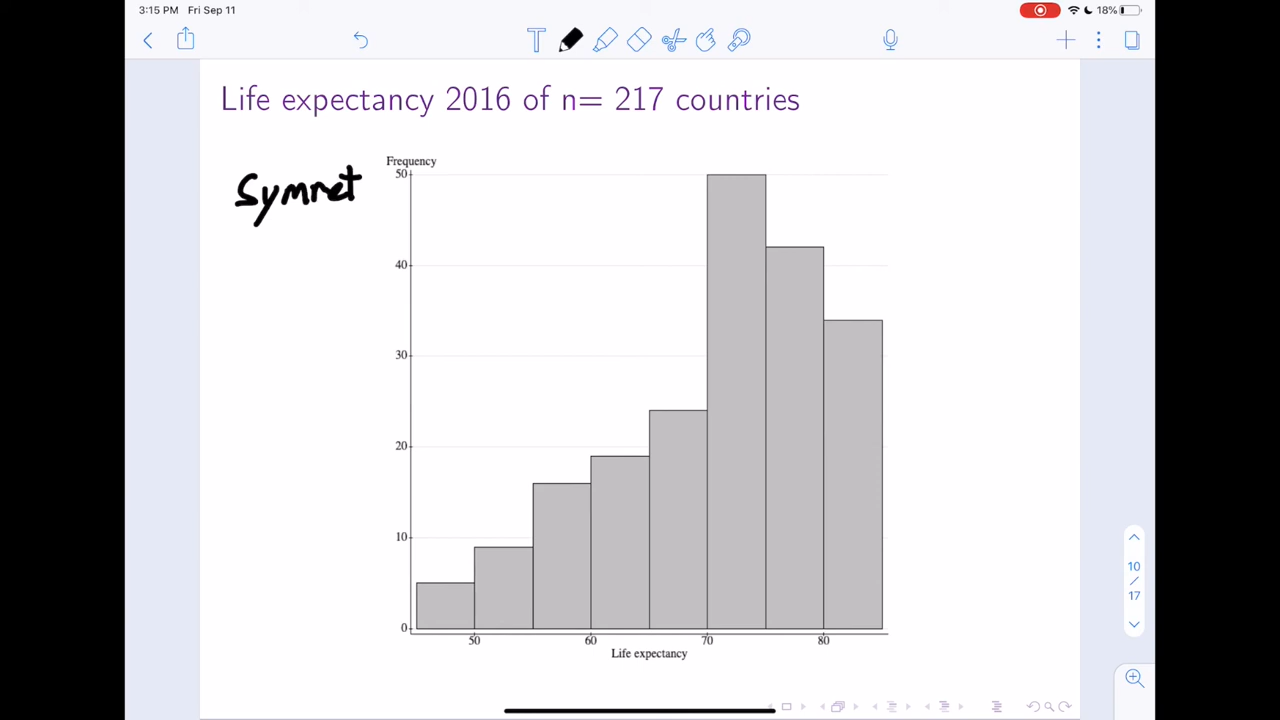 3:15 PM Fri Sep 11
18%
T
Life expectancy 2016 of n= 217 countries
Symmet
Frequency
50
40
30
20
10
0
50 60 70 80
Life expectancy
10
/
17